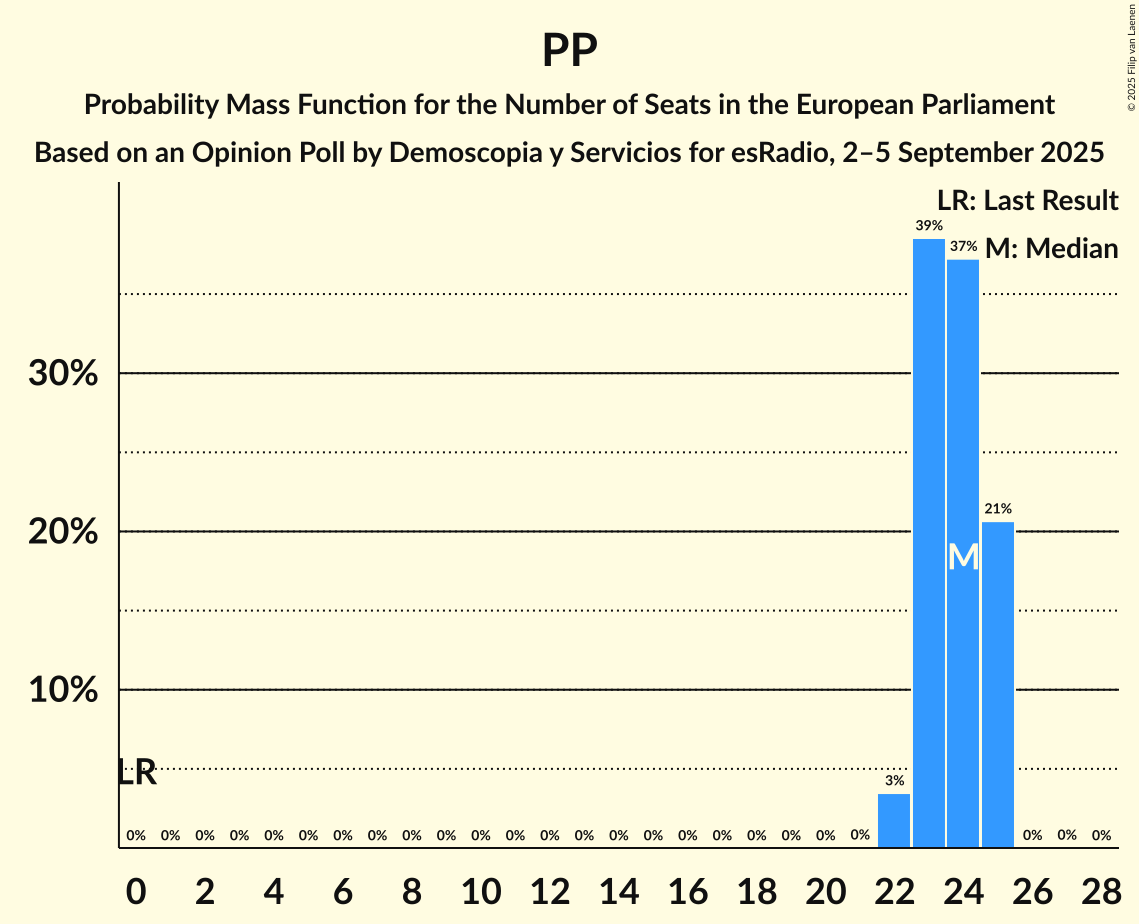 PP
Probability Mass Function for the Number of Seats in the European Parliament
Based on an Opinion Poll by Demoscopia y Servicios for esRadio, 2–5 September 2025
© 2025 Filip van Laenen
LR: Last Result
M: Median
39%
37%
30%
20%
21%
M
10%
LR
3%
0% 0% 0% 0% 0% 0% 0% 0% 0% 0% 0% 0% 0% 0% 0% 0% 0% 0% 0% 0% 0% 0% 0% 0% 0%
0 2 4 6 8 10 12 14 16 18 20 22 24 26 28